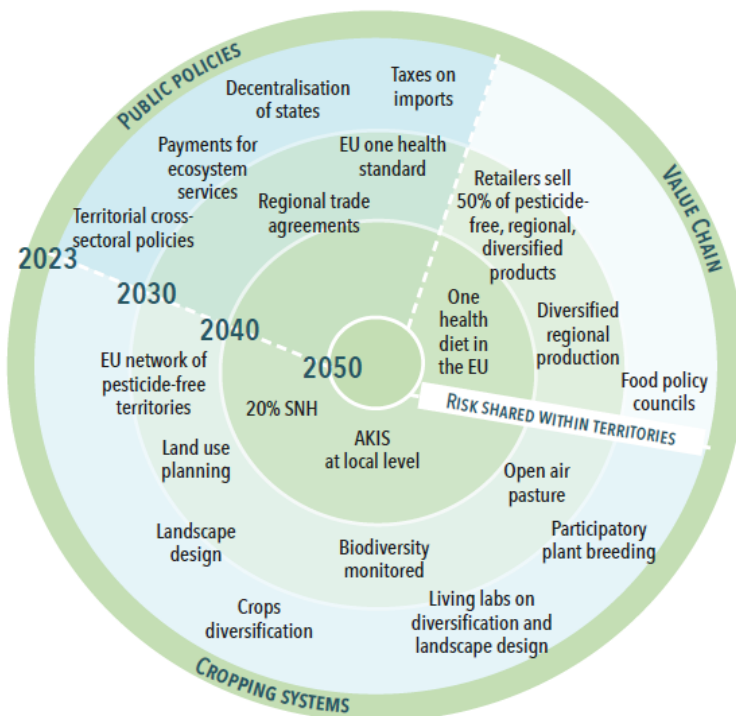 PUBLIC POLICIES
Decentralisation
of states
Taxes on
imports
Payments for
ecosystem
services
EU one health
standard
Territorial cross-
sectoral policies
Regional trade
agreements
VALUE CHAIN
Retailers sell
50% of pesticide-
free, regional,
diversified
products
One
health
diet in
the EU
Diversified
regional
production
Food policy
councils
2023
2030
2040
2050
RISK SHARED WITHIN TERRITORIES
EU network of
pesticide-free
territories
20% SNH
AKIS
at local level
Land use
planning
Open air
pasture
Landscape
design
Biodiversity
monitored
Participatory
plant breeding
Crops
diversification
Living labs on
diversification and
landscape design
CROPPING SYSTEMS